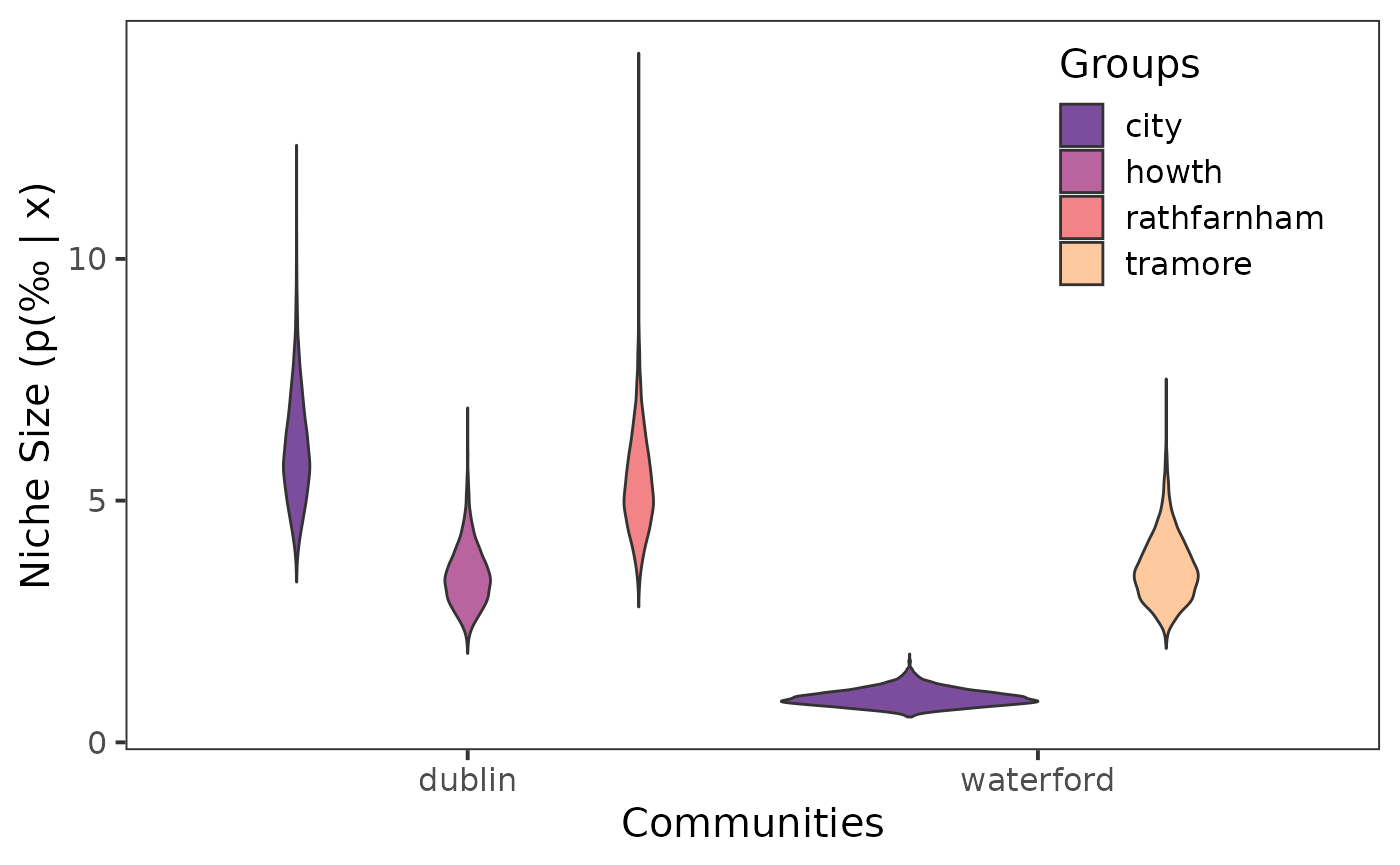 Groups
city
howth
rathfarnham
tramore
Niche Size (p(‰ | x)
10
5
0
dublin waterford
Communities